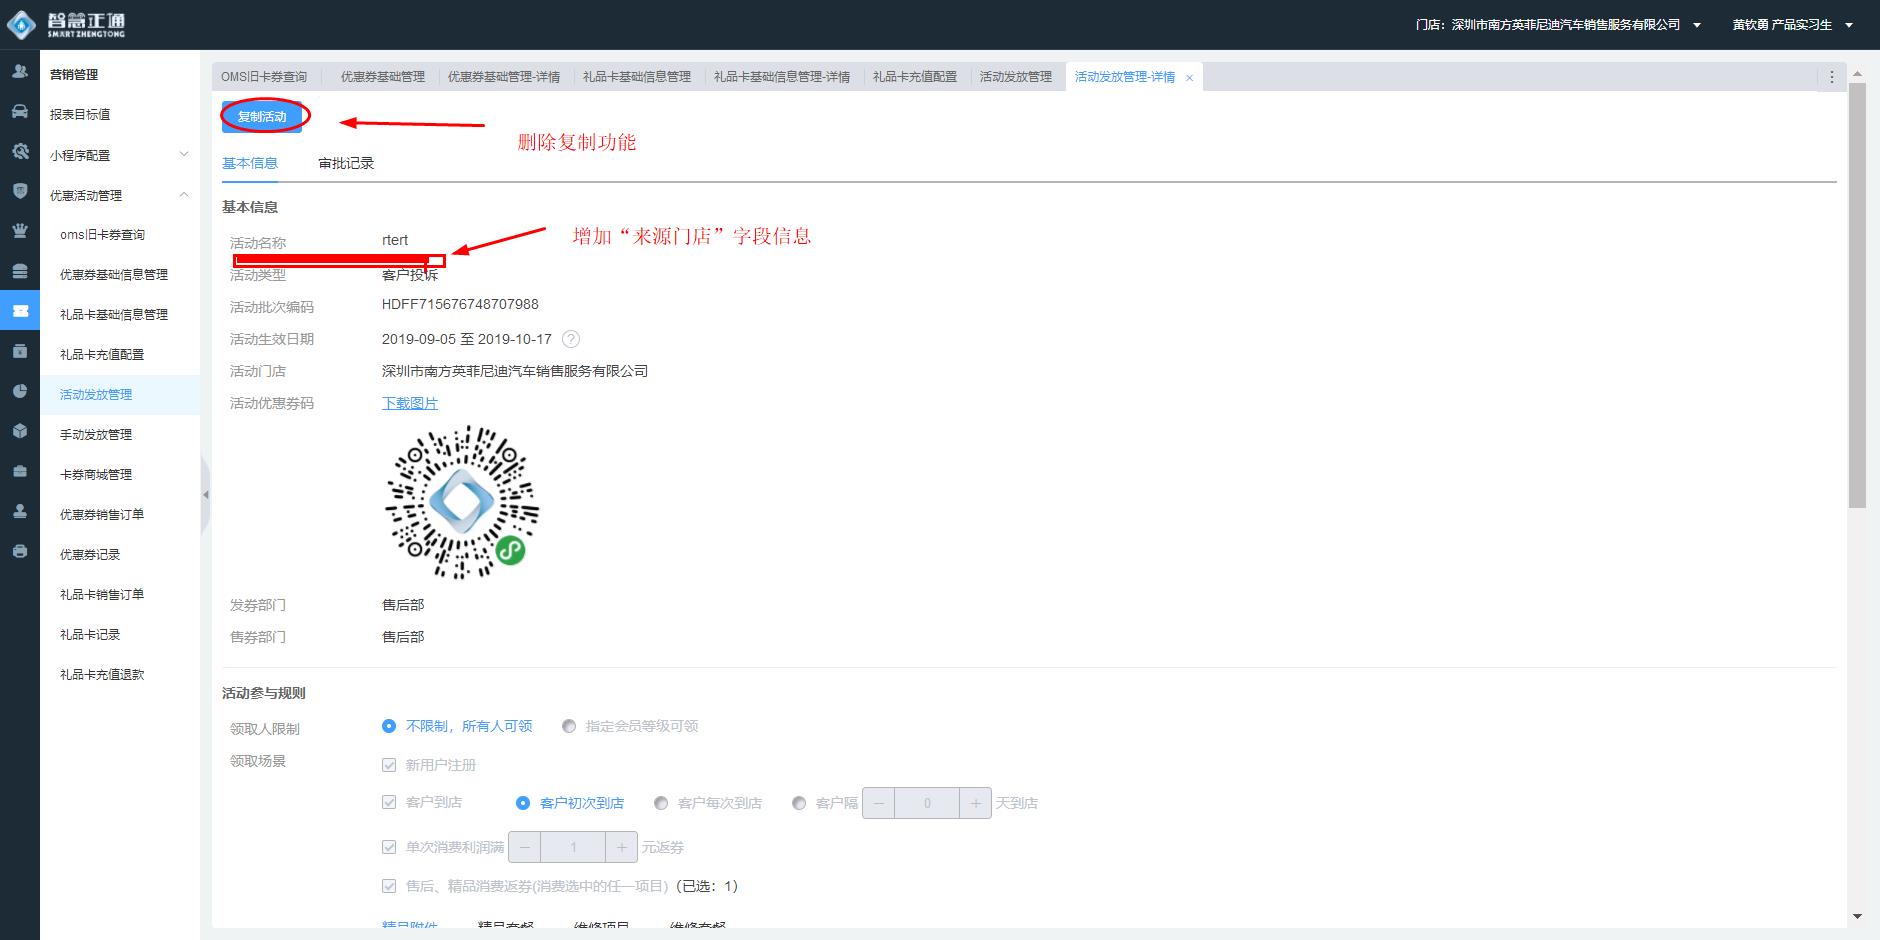 智慧正通
SMART ZHENGTONG
门店：深圳市南方英菲尼迪汽车销售服务有限公司
黄钦勇 产品实习生
营销管理
报表目标值
小程序配置
优惠活动管理
oms旧卡券查询
优惠券基础信息管理
礼品卡基础信息管理
礼品卡充值配置
活动发放管理
手动发放管理
卡券商城管理
优惠券销售订单
优惠券记录
礼品卡销售订单
礼品卡记录
礼品卡充值退款
OMS旧卡券查询
优惠券基础管理
优惠券基础管理-详情
礼品卡基础信息管理
礼品卡基础信息管理-详情
礼品卡充值配置
活动发放管理
活动发放管理-详情
复制活动
删除复制功能
基本信息
审批记录
基本信息
活动名称 rtert
增加“来源门店”字段信息
活动类型 客户投诉
活动批次编码 HDFF715676748707988
活动生效日期 2019-09-05 至 2019-10-17 ?
活动门店 深圳市南方英菲尼迪汽车销售服务有限公司
活动优惠券码 下载图片
发券部门 售后部
售券部门 售后部
活动参与规则
领取人限制 不限制，所有人可领 指定会员等级可领
领取场景 新用户注册
客户到店 客户初次到店 客户每次到店 客户隔 － 0 + 天到店
单次消费利润满 － 1 + 元返券
售后、精品消费返券(消费选中的任一项目)（已选：1）
精品附件 精品套餐 维修项目 维修套餐